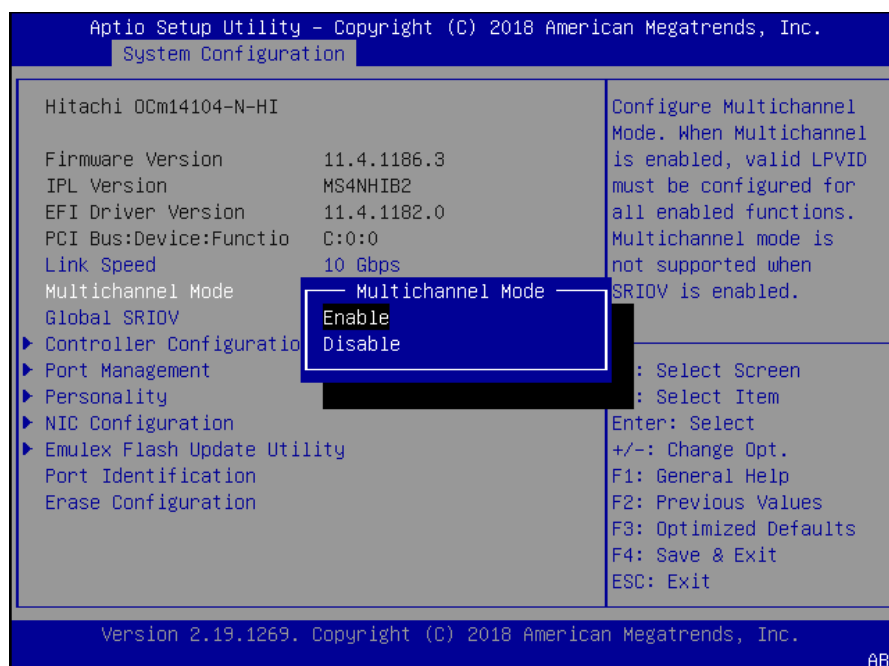 Aptio Setup Utility – Copyright (C) 2018 American Megatrends, Inc.
System Configuration
Hitachi OCm14104-N-HI
Firmware Version 11.4.1186.3
IPL Version MS4NHIB2
EFI Driver Version 11.4.1182.0
PCI Bus:Device:Functio C:0:0
Link Speed 10 Gbps
Multichannel Mode
Global SRIOV
Controller Configuratio
Port Management
Personality
NIC Configuration
Emulex Flash Update Utility
Port Identification
Erase Configuration
Multichannel Mode
Enable
Disable
Configure Multichannel
Mode. When Multichannel
is enabled, valid LPVID
must be configured for
all enabled functions.
Multichannel mode is
not supported when
SRIOV is enabled.
: Select Screen
: Select Item
Enter: Select
+/-: Change Opt.
F1: General Help
F2: Previous Values
F3: Optimized Defaults
F4: Save & Exit
ESC: Exit
Version 2.19.1269. Copyright (C) 2018 American Megatrends, Inc.
AB